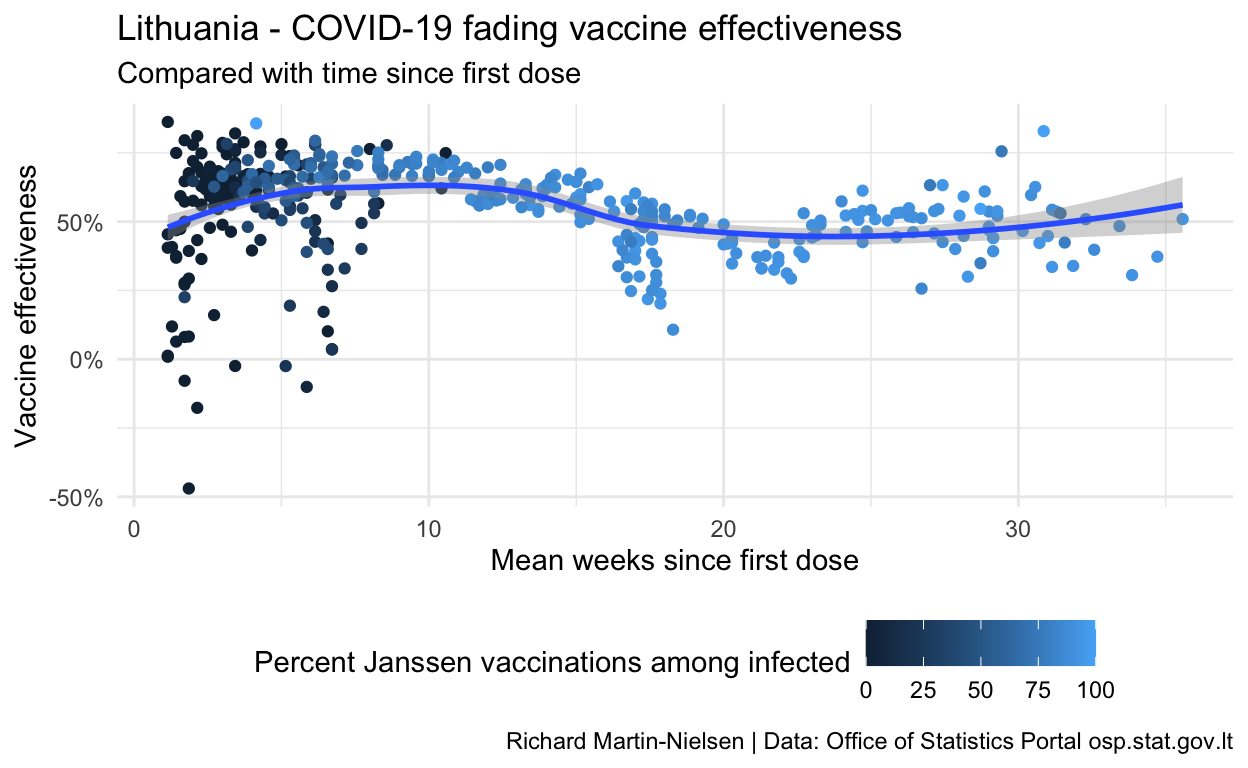 Lithuania - COVID-19 fading vaccine effectiveness
Compared with time since first dose
Vaccine effectiveness
50%
0%
-50%
0 10 20 30
Mean weeks since first dose
Percent Janssen vaccinations among infected
0 25 50 75 100
Richard Martin-Nielsen | Data: Office of Statistics Portal osp.stat.gov.lt